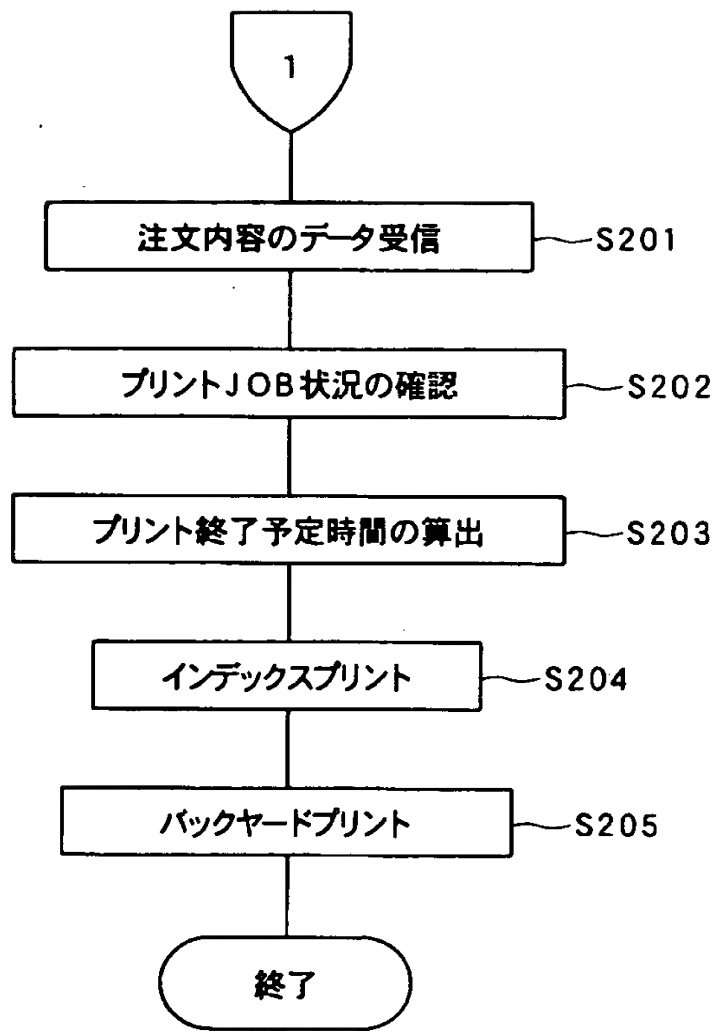 1
注文内容のデータ受信 S201
プリントJOB状況の確認 S202
プリント終了予定時間の算出 S203
インデックスプリント S204
バックヤードプリント S205
終了